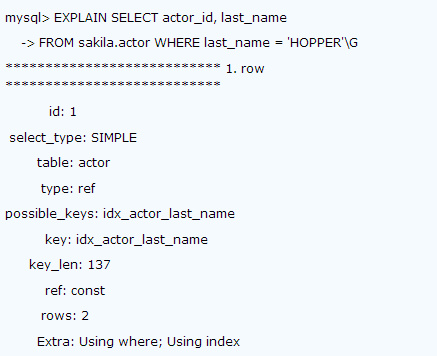 mysql> EXPLAIN SELECT actor_id, last_name
-> FROM sakila.actor WHERE last_name = 'HOPPER'\G
*************************** 1. row
***************************
id: 1
select_type: SIMPLE
table: actor
type: ref
possible_keys: idx_actor_last_name
key: idx_actor_last_name
key_len: 137
ref: const
rows: 2
Extra: Using where; Using index